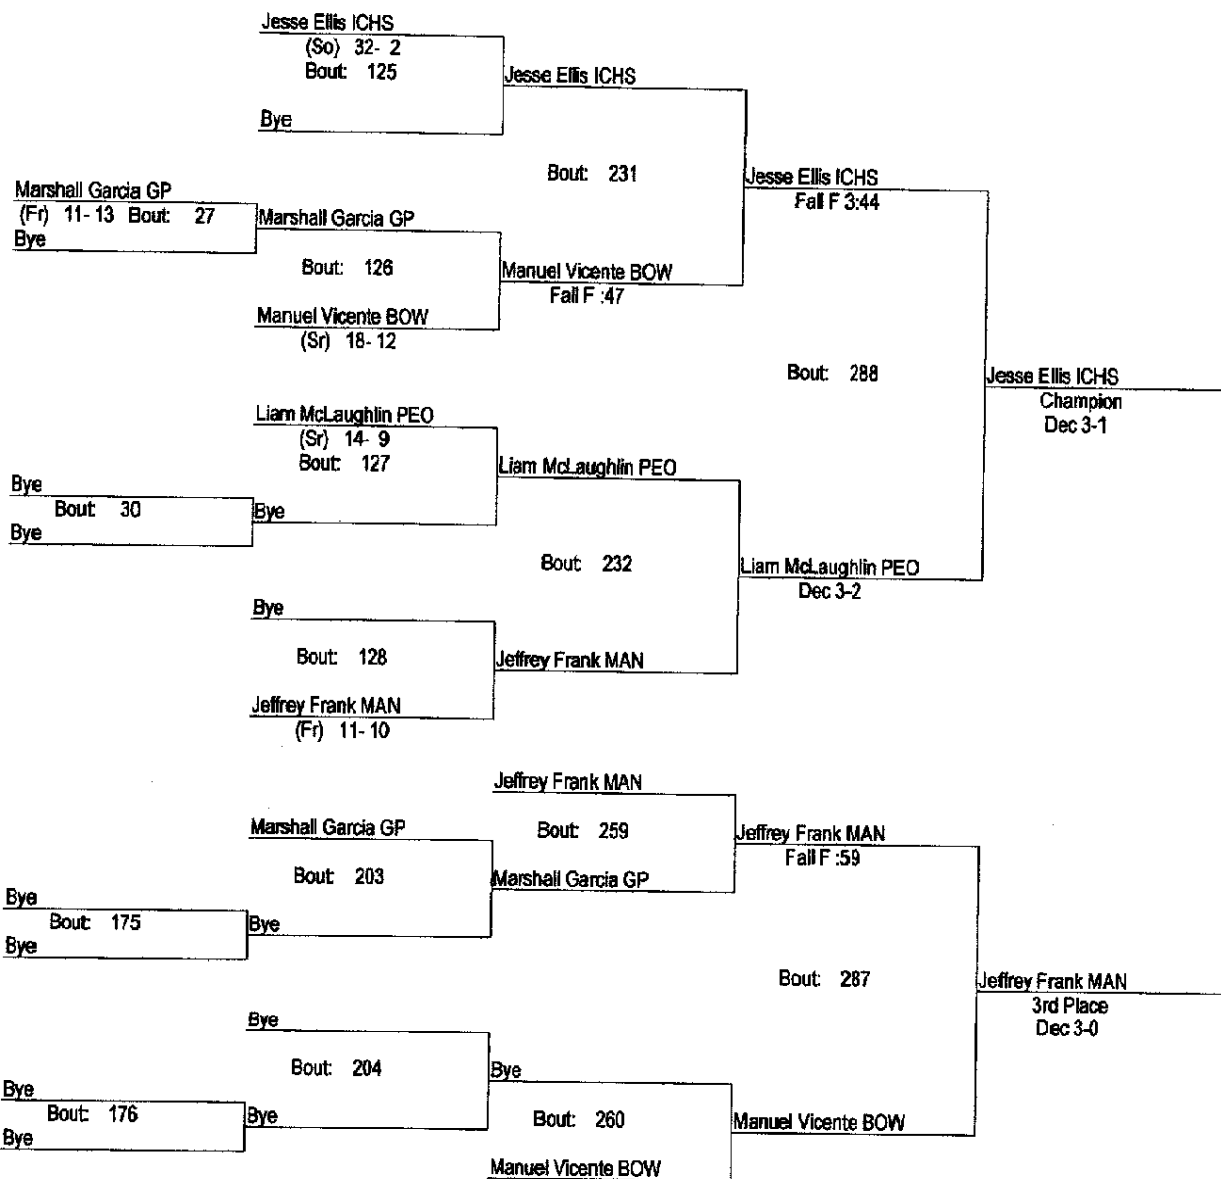 Jesse Ellis ICHS
(So) 32- 2
Bout: 125
Jesse Ellis ICHS
Bye
Bout: 231
Jesse Ellis ICHS
Fall F 3:44
Marshall Garcia GP
(Fr) 11- 13 Bout: 27
Bye
Marshall Garcia GP
Bout: 126
Manuel Vicente BOW
Fall F :47
Manuel Vicente BOW
(Sr) 18- 12
Bout: 288
Jesse Ellis ICHS
Champion
Dec 3-1
Liam McLaughlin PEO
(Sr) 14- 9
Bout: 127
Liam McLaughlin PEO
Bye
Bout: 30
Bye
Bye
Bout: 232
Liam McLaughlin PEO
Dec 3-2
Bye
Bout: 128
Jeffrey Frank MAN
Jeffrey Frank MAN
(Fr) 11- 10
Jeffrey Frank MAN
Marshall Garcia GP
Bout: 259
Jeffrey Frank MAN
Fall F :59
Bout: 203
Marshall Garcia GP
Bye
Bout: 175
Bye
Bye
Bout: 287
Jeffrey Frank MAN
3rd Place
Dec 3-0
Bye
Bout: 204
Bye
Bye
Bout: 176
Bye
Bye
Bout: 260
Manuel Vicente BOW
Manuel Vicente BOW